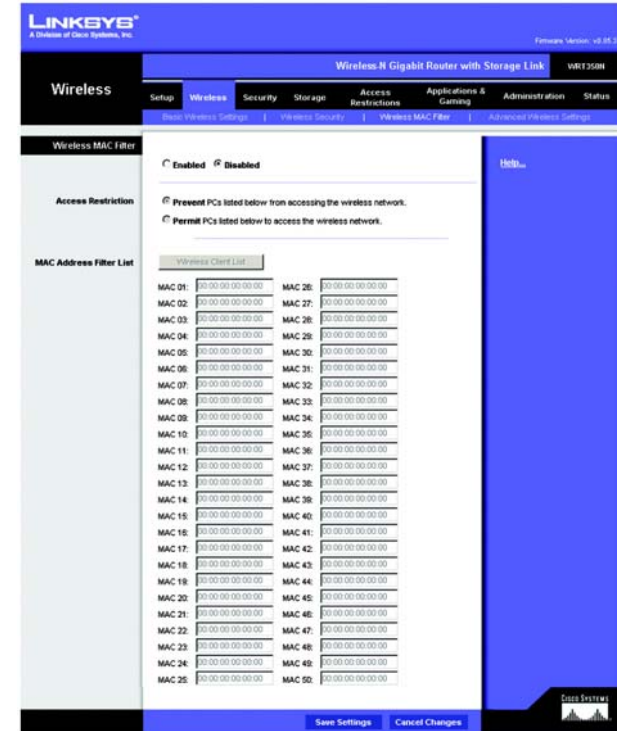 LINKSYS®
A Division of Cisco Systems, Inc.
Firmware Version: v0.05.3
Wireless-N Gigabit Router with Storage Link WRT350N
Wireless
Setup Wireless Security Storage Access Restrictions Applications & Gaming Administration Status
Basic Wireless Settings | Wireless Security | Wireless MAC Filter | Advanced Wireless Settings
Wireless MAC Filter
Enabled Disabled
Help...
Access Restriction
Prevent PCs listed below from accessing the wireless network.
Permit PCs listed below to access the wireless network.
MAC Address Filter List
Wireless Client List
MAC 01: 00:00:00:00:00:00 MAC 26: 00:00:00:00:00:00
MAC 02: 00:00:00:00:00:00 MAC 27: 00:00:00:00:00:00
MAC 03: 00:00:00:00:00:00 MAC 28: 00:00:00:00:00:00
MAC 04: 00:00:00:00:00:00 MAC 29: 00:00:00:00:00:00
MAC 05: 00:00:00:00:00:00 MAC 30: 00:00:00:00:00:00
MAC 06: 00:00:00:00:00:00 MAC 31: 00:00:00:00:00:00
MAC 07: 00:00:00:00:00:00 MAC 32: 00:00:00:00:00:00
MAC 08: 00:00:00:00:00:00 MAC 33: 00:00:00:00:00:00
MAC 09: 00:00:00:00:00:00 MAC 34: 00:00:00:00:00:00
MAC 10: 00:00:00:00:00:00 MAC 35: 00:00:00:00:00:00
MAC 11: 00:00:00:00:00:00 MAC 36: 00:00:00:00:00:00
MAC 12: 00:00:00:00:00:00 MAC 37: 00:00:00:00:00:00
MAC 13: 00:00:00:00:00:00 MAC 38: 00:00:00:00:00:00
MAC 14: 00:00:00:00:00:00 MAC 39: 00:00:00:00:00:00
MAC 15: 00:00:00:00:00:00 MAC 40: 00:00:00:00:00:00
MAC 16: 00:00:00:00:00:00 MAC 41: 00:00:00:00:00:00
MAC 17: 00:00:00:00:00:00 MAC 42: 00:00:00:00:00:00
MAC 18: 00:00:00:00:00:00 MAC 43: 00:00:00:00:00:00
MAC 19: 00:00:00:00:00:00 MAC 44: 00:00:00:00:00:00
MAC 20: 00:00:00:00:00:00 MAC 45: 00:00:00:00:00:00
MAC 21: 00:00:00:00:00:00 MAC 46: 00:00:00:00:00:00
MAC 22: 00:00:00:00:00:00 MAC 47: 00:00:00:00:00:00
MAC 23: 00:00:00:00:00:00 MAC 48: 00:00:00:00:00:00
MAC 24: 00:00:00:00:00:00 MAC 49: 00:00:00:00:00:00
MAC 25: 00:00:00:00:00:00 MAC 50: 00:00:00:00:00:00
CISCO SYSTEMS
Save Settings Cancel Changes